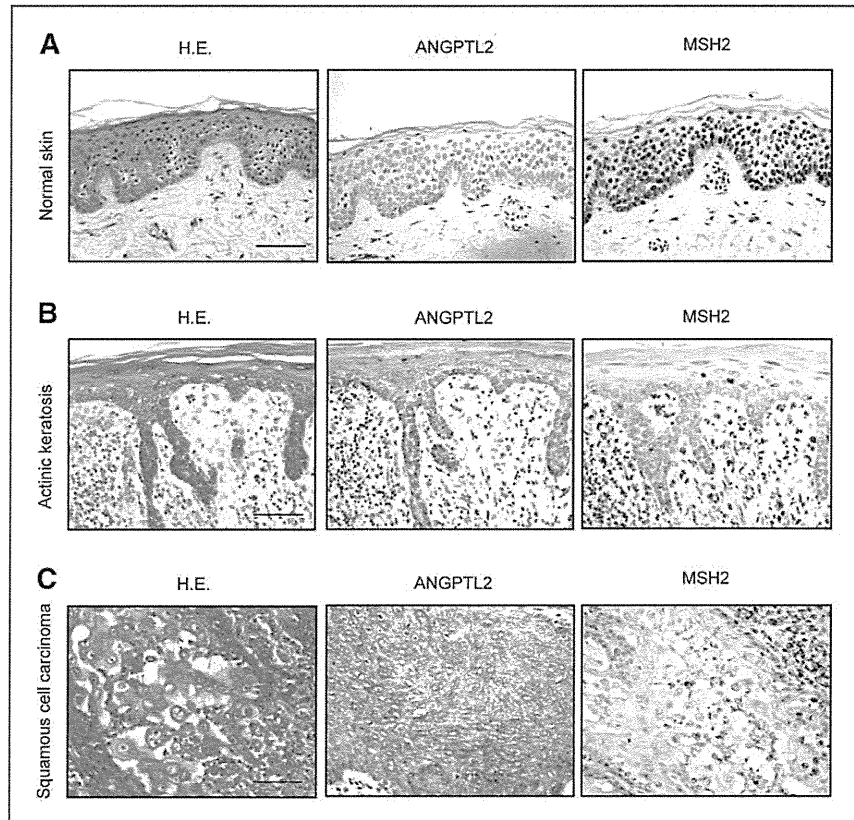 A
H.E.
ANGPTL2
MSH2
Normal skin
B
H.E.
ANGPTL2
MSH2
Actinic keratosis
C
H.E.
ANGPTL2
MSH2
Squamous cell carcinoma